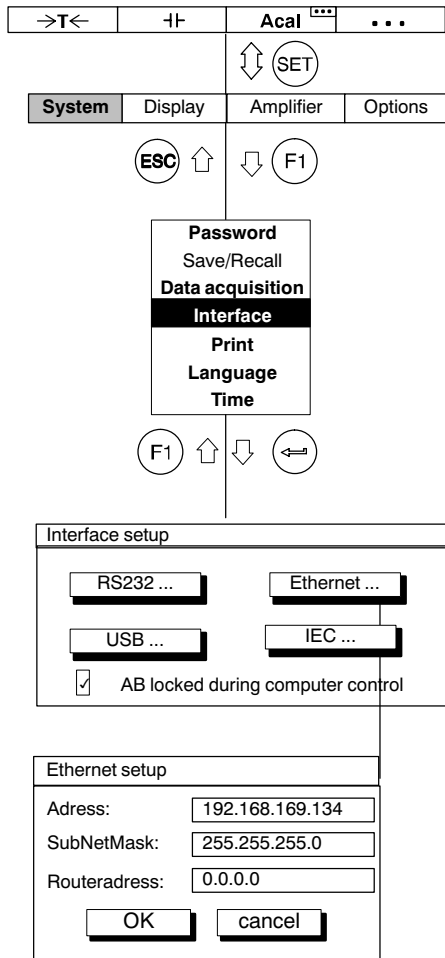 →T← ⊣⊢ Acal ...
SET
System Display Amplifier Options
ESC F1
Password
Save/Recall
Data acquisition
Interface
Print
Language
Time
F1
Interface setup
RS232 ... Ethernet ...
USB ... IEC ...
✓ AB locked during computer control
Ethernet setup
Adress: 192.168.169.134
SubNetMask: 255.255.255.0
Routeradress: 0.0.0.0
OK cancel